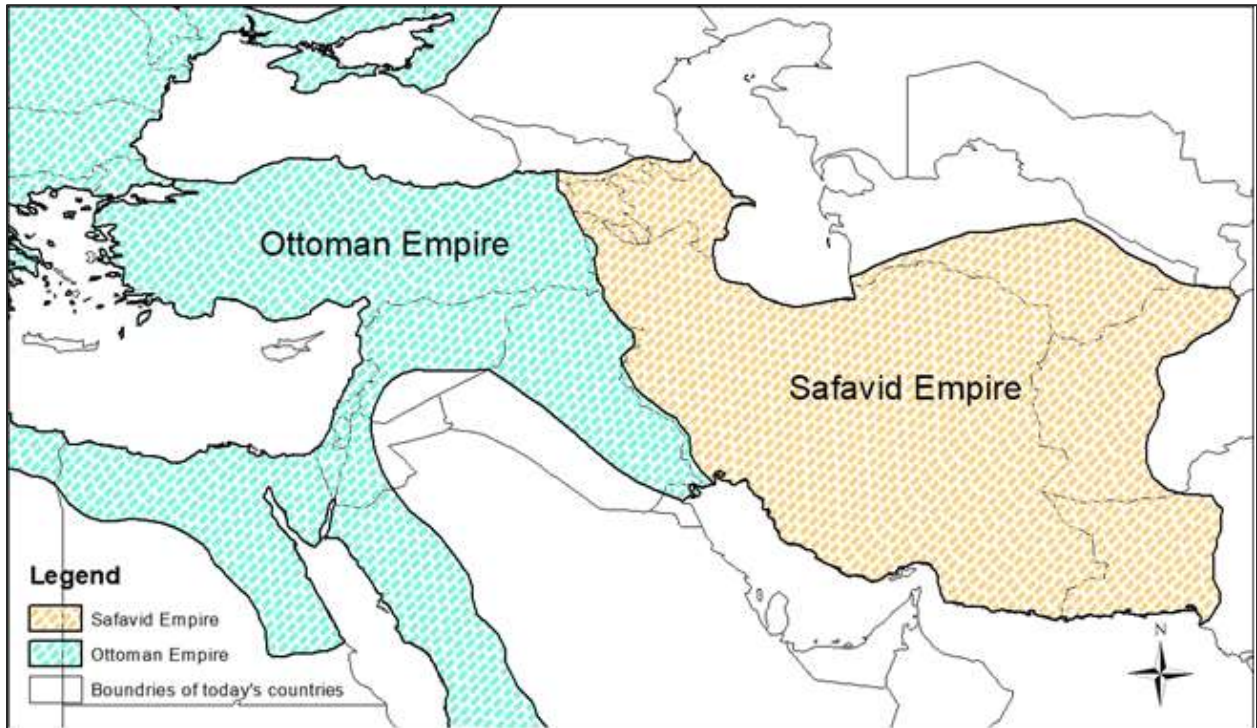 Ottoman Empire
Safavid Empire
Legend
Safavid Empire
Ottoman Empire
Boundries of today's countries
N